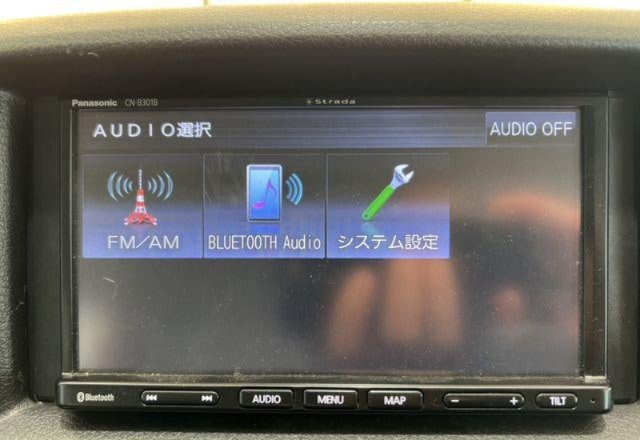 Panasonic CN-B301B Strada
AUDIO選択 AUDIO OFF
FM/AM BLUETOOTH Audio システム設定
Bluetooth AUDIO MENU MAP - + TILT